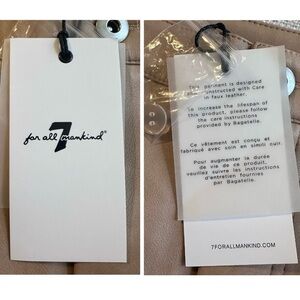 7
for all mankind®
This garment is designed
constructed with Care
in faux leather.
To increase the lifespan of
this product, please follow
the care instructions
provided by Bagatelle.
Ce vêtement est conçu et
fabriqué avec soin en simili cuir.
Pour augmenter la durée
de vie de ce produit,
veuillez suivre les instructions
d'entretien fournies
par Bagatelle.
7FORALLMANKIND.COM